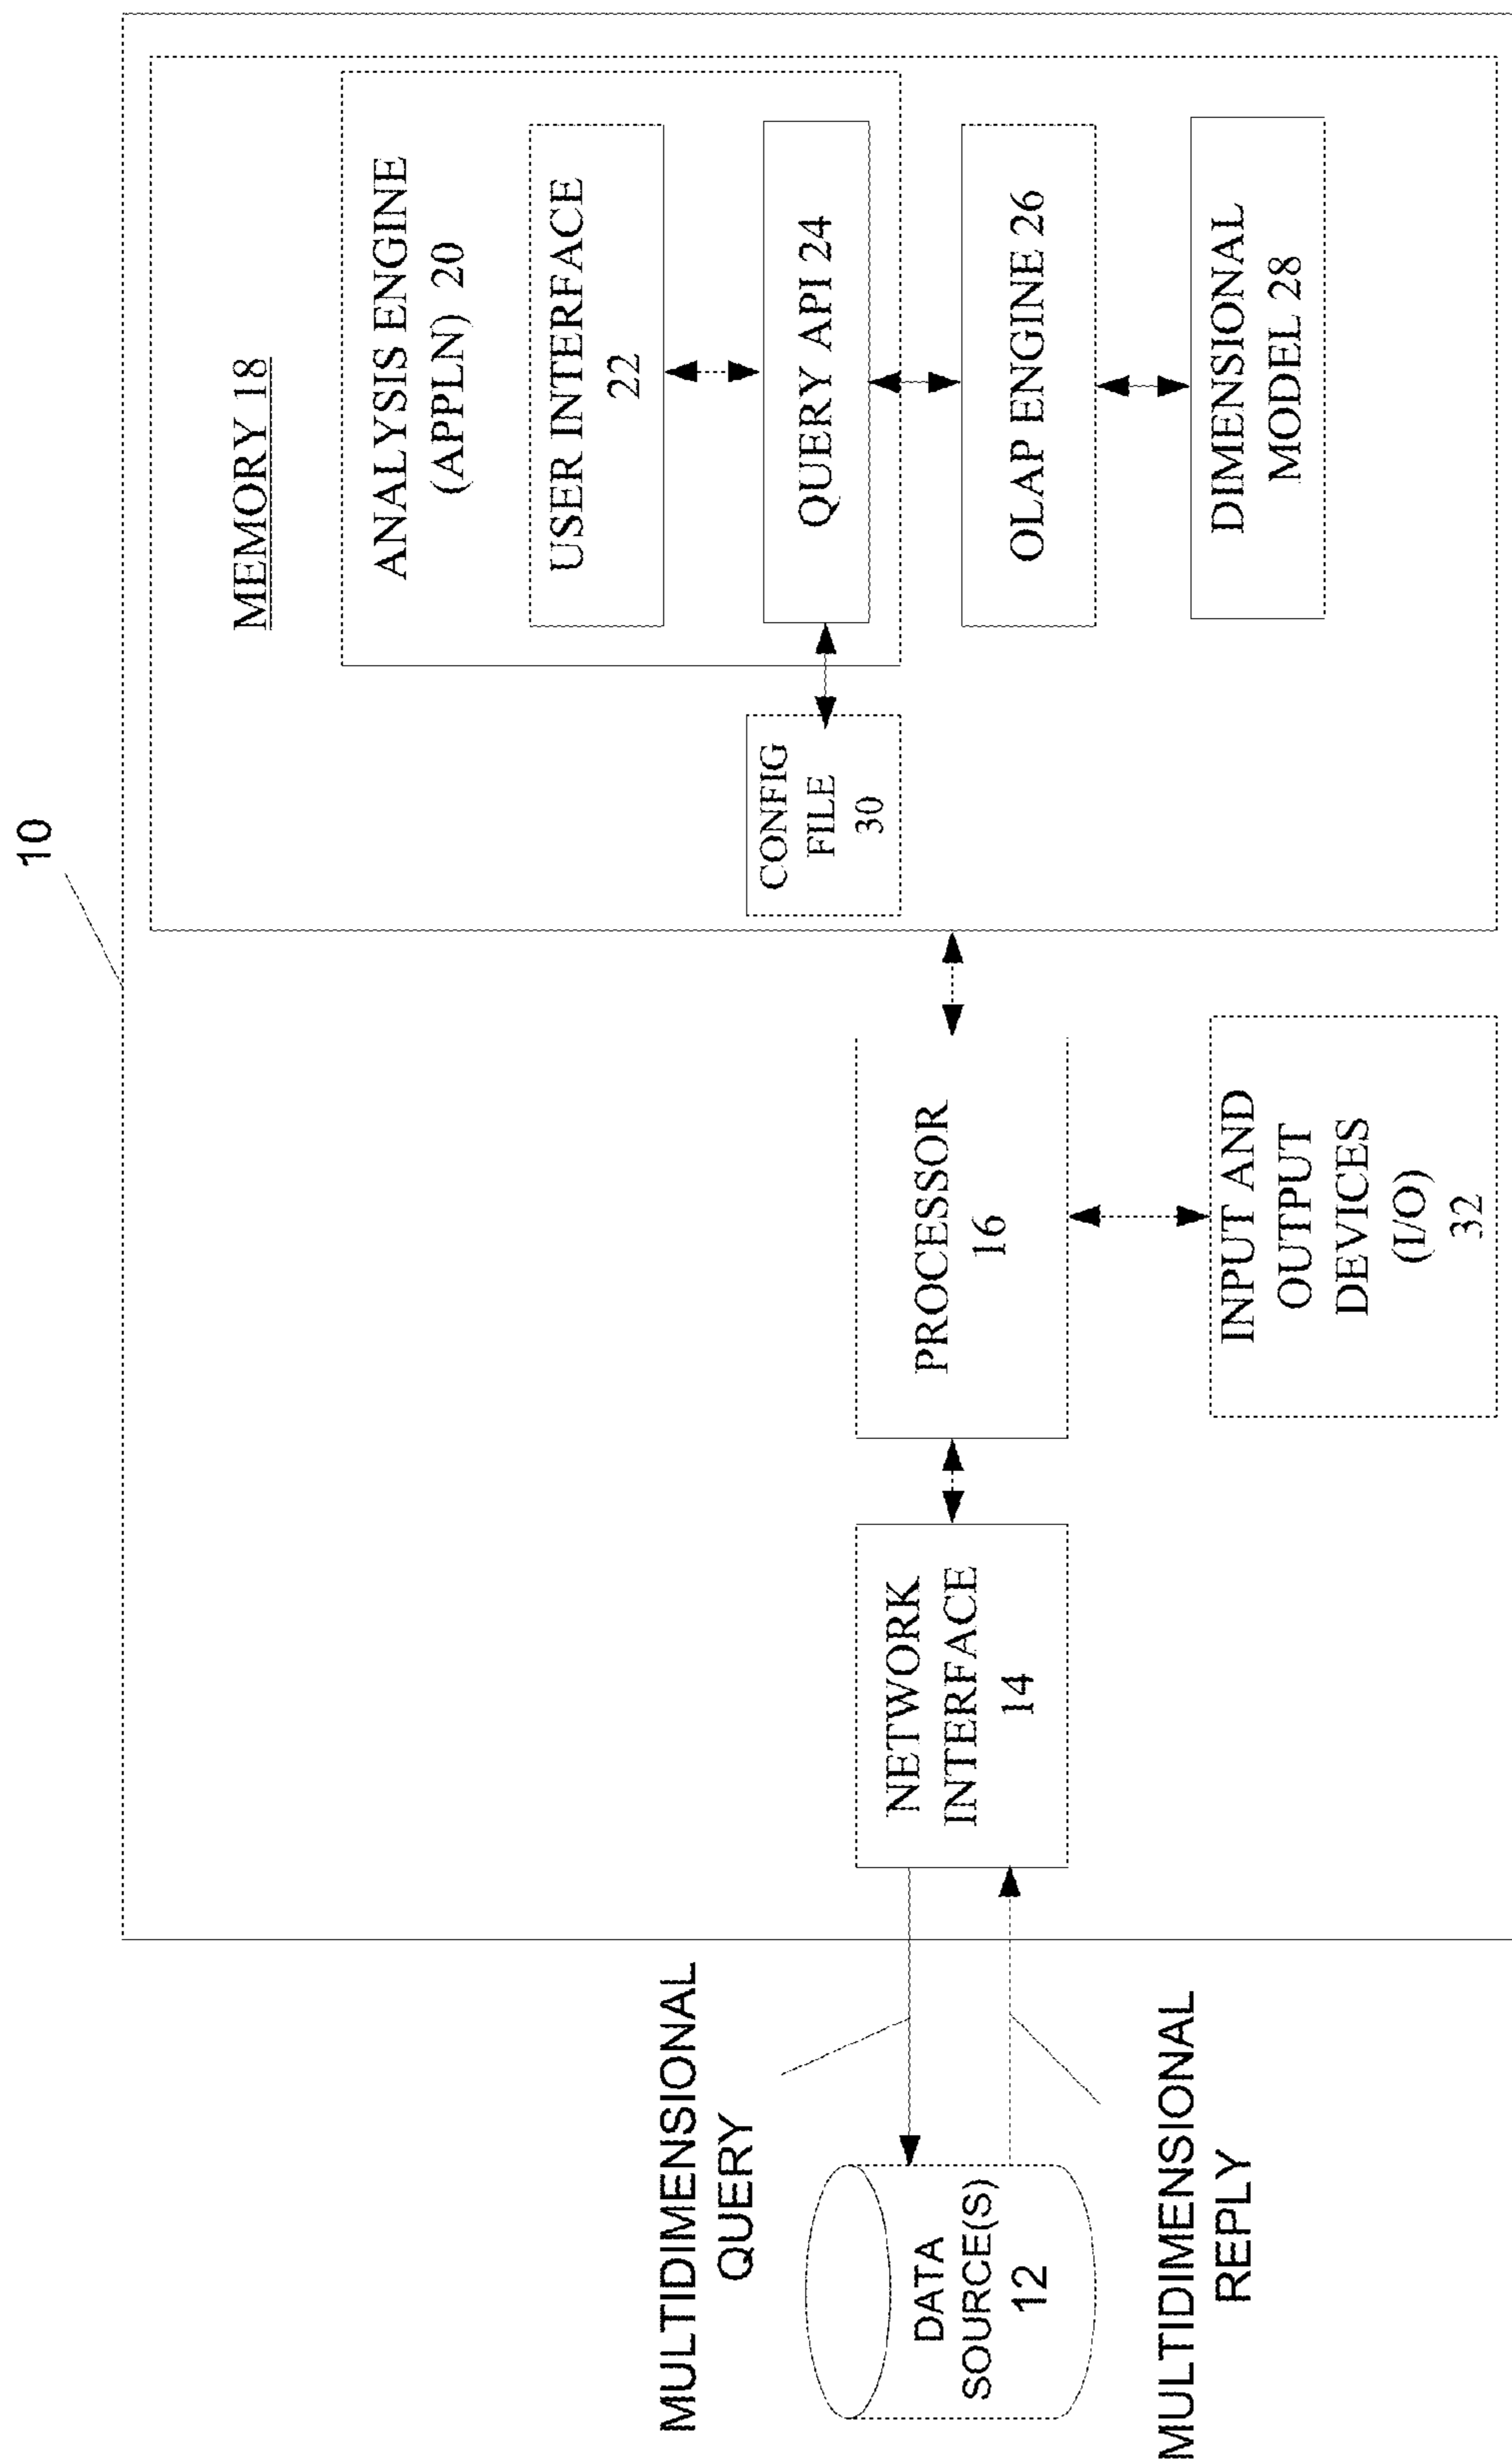 10
MULTIDIMENSIONAL
QUERY
DATA
SOURCE(S)
12
MULTIDIMENSIONAL
REPLY
NETWORK
INTERFACE
14
PROCESSOR
16
INPUT AND
OUTPUT
DEVICES
(I/O)
32
MEMORY 18
CONFIG
FILE
30
ANALYSIS ENGINE
(APPLN) 20
USER INTERFACE
22
QUERY API 24
OLAP ENGINE 26
DIMENSIONAL
MODEL 28